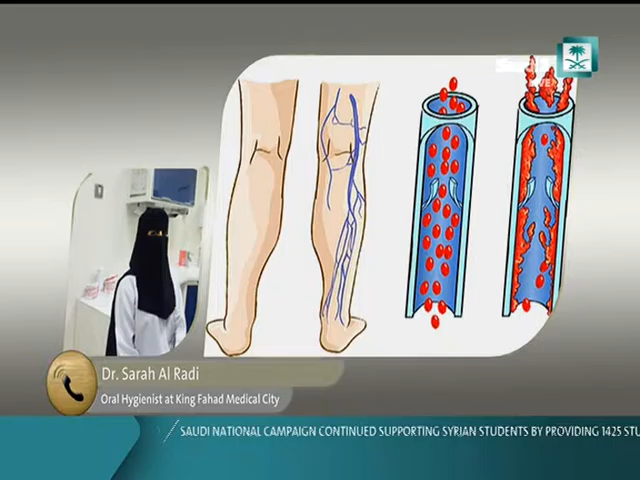 Dr. Sarah Al Radi
Oral Hygienist at King Fahad Medical City
SAUDI NATIONAL CAMPAIGN CONTINUED SUPPORTING SYRIAN STUDENTS BY PROVIDING 1425 STU